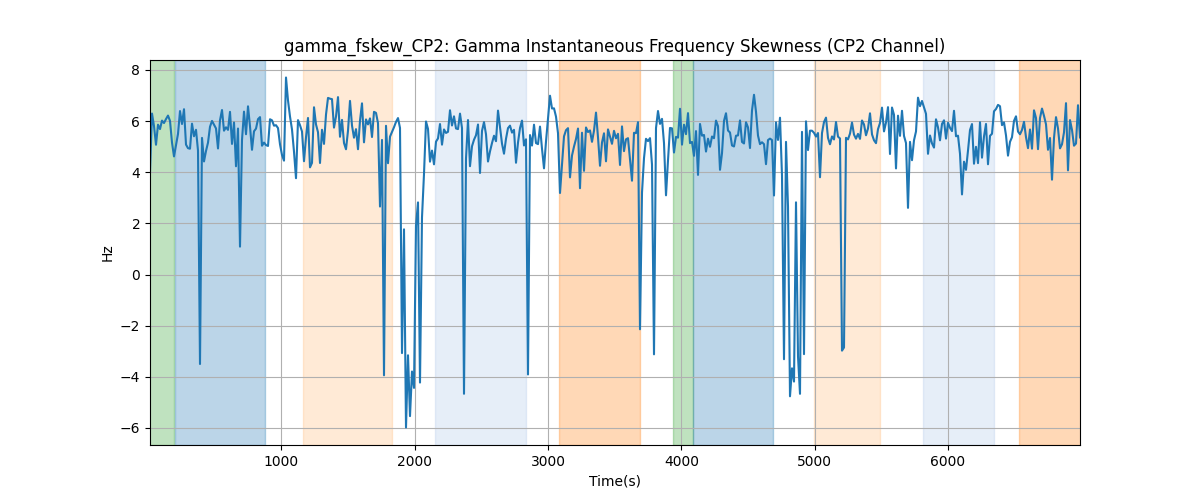 gamma_fskew_CP2: Gamma Instantaneous Frequency Skewness (CP2 Channel)
8
6
4
2
0
−2
−4
−6
Hz
1000 2000 3000 4000 5000 6000
Time(s)